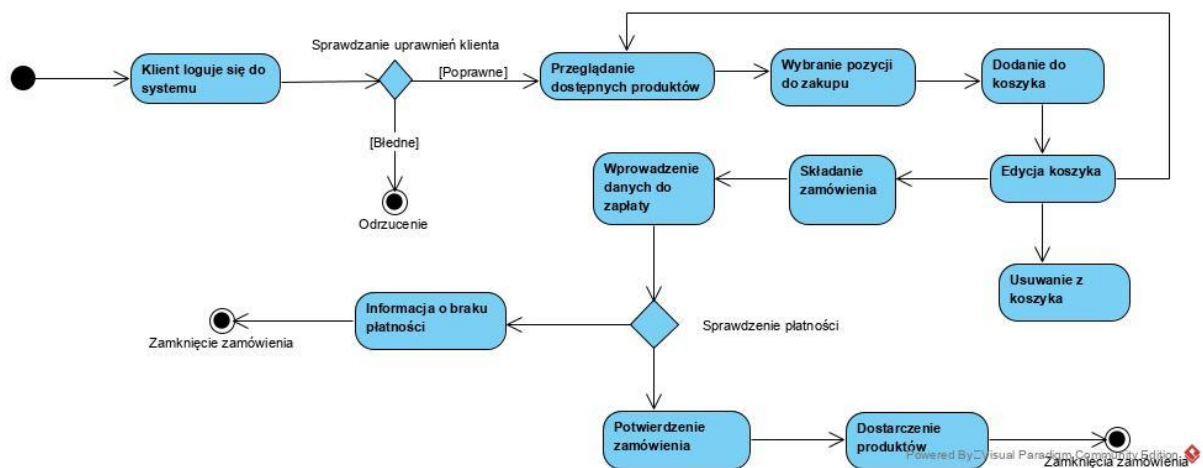 Sprawdzanie uprawnień klienta
Klient loguje się do
systemu
[Poprawne]
Przeglądanie
dostępnych produktów
Wybranie pozycji
do zakupu
Dodanie do
koszyka
[Błedne]
Odrzucenie
Wprowadzenie
danych do
zapłaty
Składanie
zamówienia
Edycja koszyka
Usuwanie z
koszyka
Informacja o braku
płatności
Zamknięcie zamówienia
Sprawdzenie płatności
Potwierdzenie
zamówienia
Dostarczenie
produktów
Powered By Visual Paradigm Community Edition
Zamknięcia zamówienia